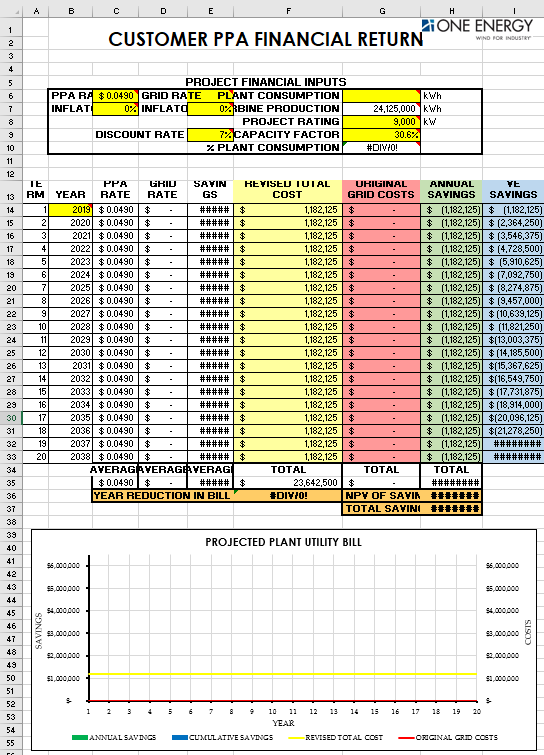 A B C D E F G H I
1 ONE ENERGY
2 CUSTOMER PPA FINANCIAL RETURN WIND FOR INDUSTRY
3
4
5 PROJECT FINANCIAL INPUTS
6 PPA RA $ 0.0490 GRID RATE PLANT CONSUMPTION kWh
7 INFLAT 0% INFLATO 0% RBINE PRODUCTION 24,125,000 kWh
8 PROJECT RATING 9,000 kW
9 DISCOUNT RATE 7% CAPACITY FACTOR 30.6%
10 % PLANT CONSUMPTION #DIV/0!
11
12
13 TE RM YEAR PPA RATE GRID RATE SAVIN GS REVISED TOTAL COST ORIGINAL GRID COSTS ANNUAL SAVINGS VE SAVINGS
14 1 2019 $ 0.0490 $ - ##### $ 1,182,125 $ - $ (1,182,125) $ (1,182,125)
15 2 2020 $ 0.0490 $ - ##### $ 1,182,125 $ - $ (1,182,125) $ (2,364,250)
16 3 2021 $ 0.0490 $ - ##### $ 1,182,125 $ - $ (1,182,125) $ (3,546,375)
17 4 2022 $ 0.0490 $ - ##### $ 1,182,125 $ - $ (1,182,125) $ (4,728,500)
18 5 2023 $ 0.0490 $ - ##### $ 1,182,125 $ - $ (1,182,125) $ (5,910,625)
19 6 2024 $ 0.0490 $ - ##### $ 1,182,125 $ - $ (1,182,125) $ (7,092,750)
20 7 2025 $ 0.0490 $ - ##### $ 1,182,125 $ - $ (1,182,125) $ (8,274,875)
21 8 2026 $ 0.0490 $ - ##### $ 1,182,125 $ - $ (1,182,125) $ (9,457,000)
22 9 2027 $ 0.0490 $ - ##### $ 1,182,125 $ - $ (1,182,125) $ (10,639,125)
23 10 2028 $ 0.0490 $ - ##### $ 1,182,125 $ - $ (1,182,125) $ (11,821,250)
24 11 2029 $ 0.0490 $ - ##### $ 1,182,125 $ - $ (1,182,125) $(13,003,375)
25 12 2030 $ 0.0490 $ - ##### $ 1,182,125 $ - $ (1,182,125) $(14,185,500)
26 13 2031 $ 0.0490 $ - ##### $ 1,182,125 $ - $ (1,182,125) $(15,367,625)
27 14 2032 $ 0.0490 $ - ##### $ 1,182,125 $ - $ (1,182,125) $(16,549,750)
28 15 2033 $ 0.0490 $ - ##### $ 1,182,125 $ - $ (1,182,125) $ (17,731,875)
29 16 2034 $ 0.0490 $ - ##### $ 1,182,125 $ - $ (1,182,125) $ (18,914,000)
30 17 2035 $ 0.0490 $ - ##### $ 1,182,125 $ - $ (1,182,125) $(20,096,125)
31 18 2036 $ 0.0490 $ - ##### $ 1,182,125 $ - $ (1,182,125) $(21,278,250)
32 19 2037 $ 0.0490 $ - ##### $ 1,182,125 $ - $ (1,182,125) ########
33 20 2038 $ 0.0490 $ - ##### $ 1,182,125 $ - $ (1,182,125) ########
34 AVERAG AVERAG AVERAG TOTAL TOTAL TOTAL
35 $ 0.0490 $ - ##### $ 23,642,500 $ - ########
36 YEAR REDUCTION IN BILL #DIV/0! NPV OF SAVIN #######
37 TOTAL SAVIN #######
38
39
40 PROJECTED PLANT UTILITY BILL
41
42 $6,000,000 $6,000,000
43
44 $5,000,000 $5,000,000
45
46 $4,000,000 $4,000,000
47 SAVINGS COSTS
48 $3,000,000 $3,000,000
49 $2,000,000 $2,000,000
50
51 $1,000,000 $1,000,000
52 $- $-
53 1 2 3 4 5 6 7 8 9 10 11 12 13 14 15 16 17 18 19 20
54 YEAR
55 ANNUAL SAVINGS CUMULATIVE SAVINGS REVISED TOTAL COST ORIGINAL GRID COSTS